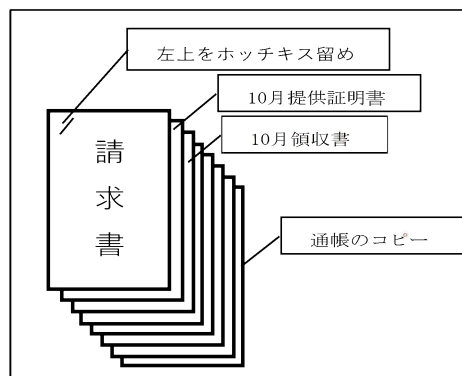 左上をホッチキス留め
10月提供証明書
10月領収書
請求書
通帳のコピー